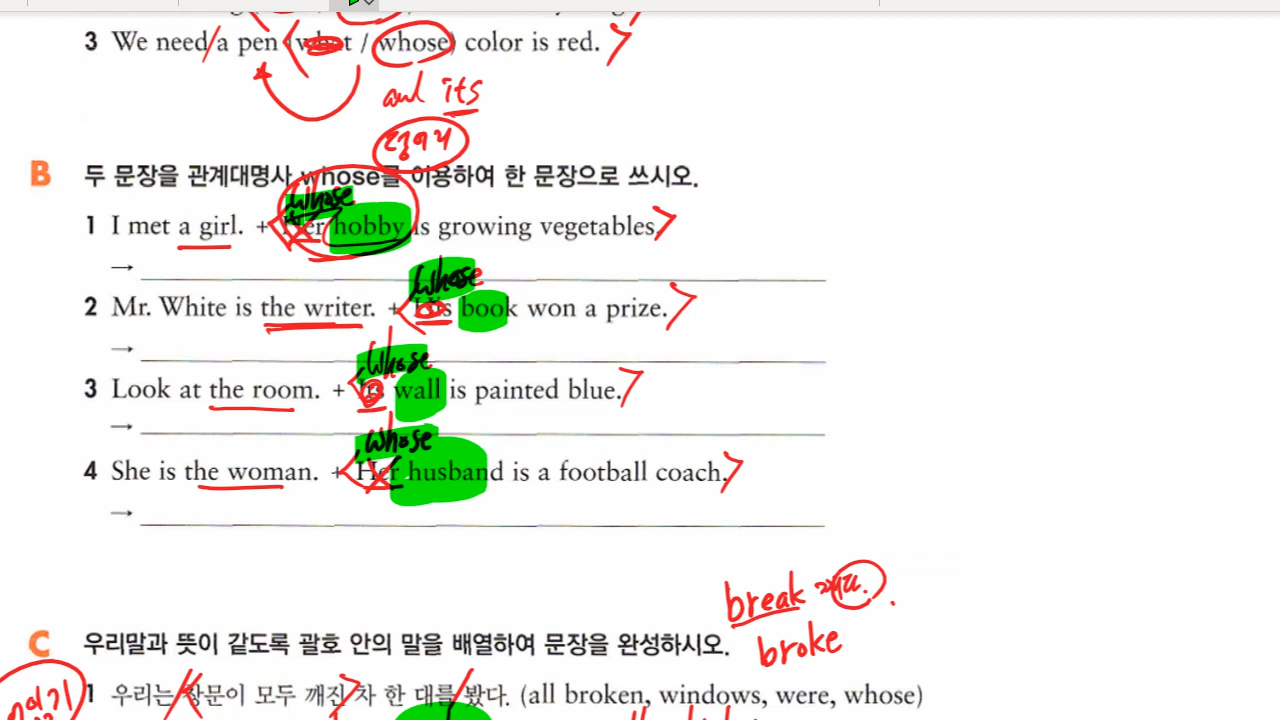 3 We need a pen (what / whose) color is red.
and its
덩어리
B 두 문장을 관계대명사 whose를 이용하여 한 문장으로 쓰시오.
whose
1 I met a girl. + Her hobby is growing vegetables.
→
whose
2 Mr. White is the writer. + His book won a prize.
→
, whose
3 Look at the room. + Its wall is painted blue.
→
, whose
4 She is the woman. + Her husband is a football coach.
→
break 깨다.
broke
C 우리말과 뜻이 같도록 괄호 안의 말을 배열하여 문장을 완성하시오.
1 우리는 창문이 모두 깨진 차 한 대를 봤다. (all broken, windows, were, whose)